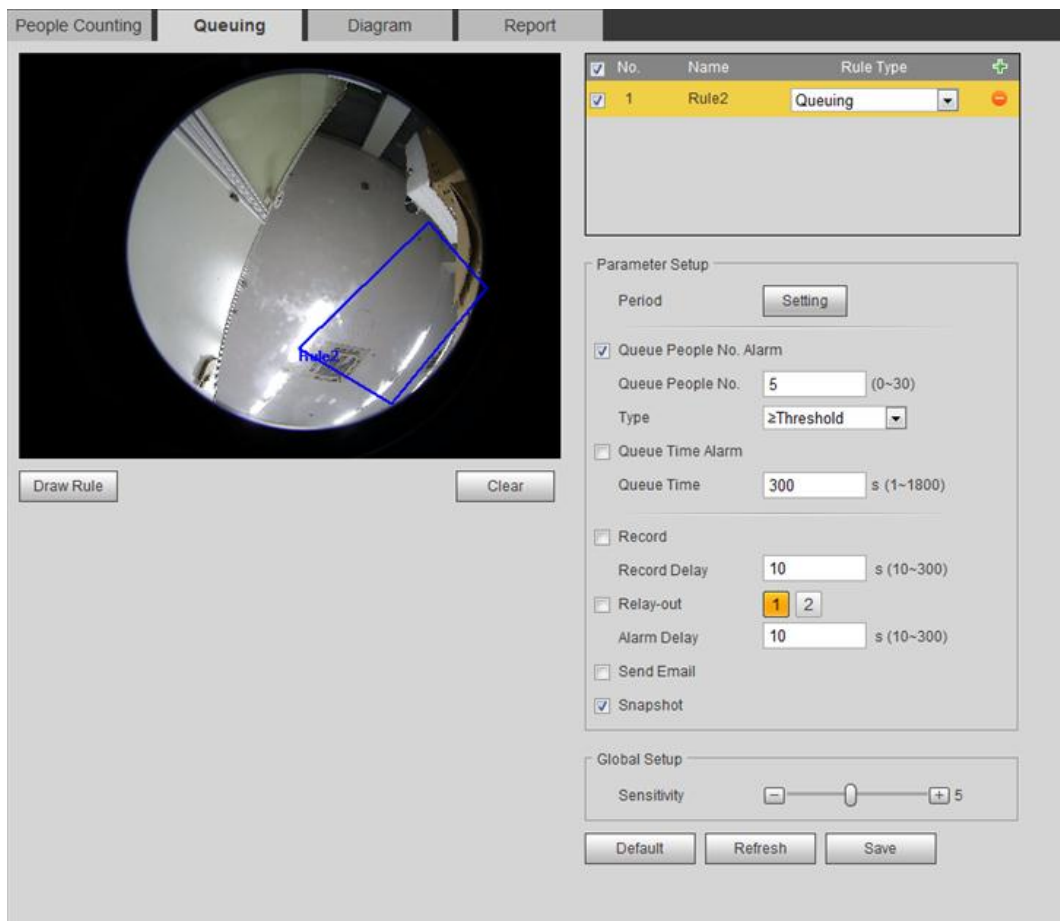 People Counting Queuing Diagram Report
No. Name Rule Type
1 Rule2 Queuing
Rule2
Draw Rule Clear
Parameter Setup
Period Setting
Queue People No. Alarm
Queue People No. 5 (0~30)
Type ≥Threshold
Queue Time Alarm
Queue Time 300 s (1~1800)
Record
Record Delay 10 s (10~300)
Relay-out 1 2
Alarm Delay 10 s (10~300)
Send Email
Snapshot
Global Setup
Sensitivity 5
Default Refresh Save